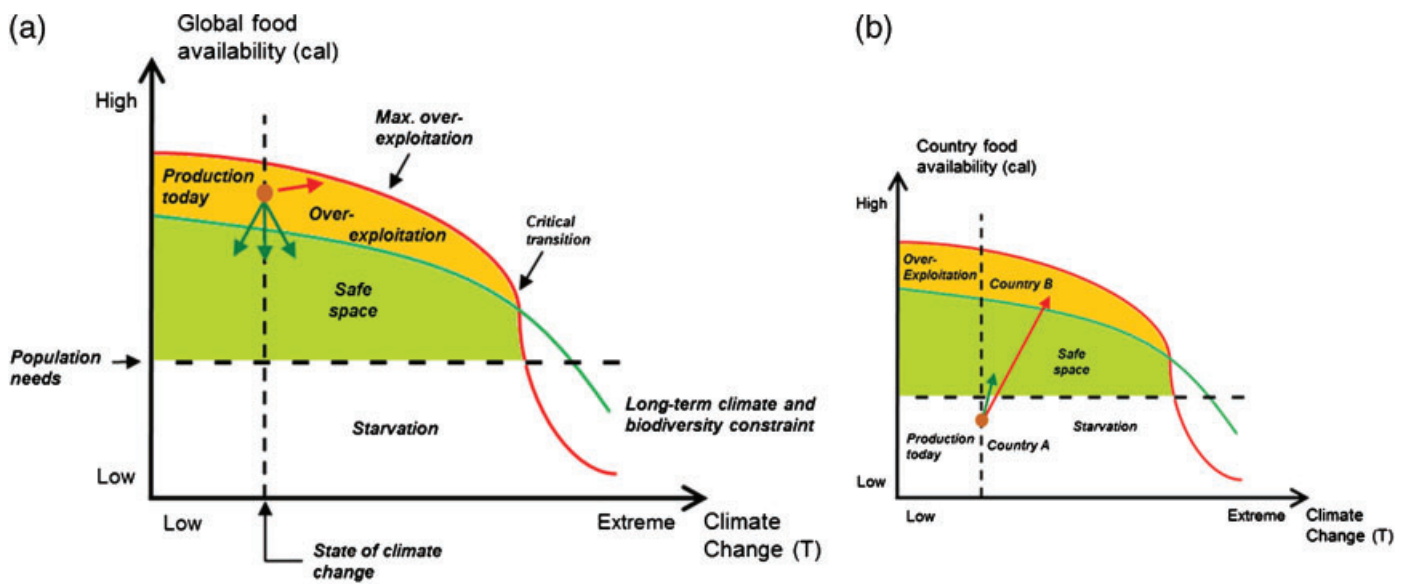 (a)
Global food
availability (cal)
High
Max. over-
exploitation
Production
today
Over-
exploitation
Critical
transition
Safe
space
Population
needs
Long-term climate and
biodiversity constraint
Starvation
Low
Low
Extreme
Climate
Change (T)
State of climate
change
(b)
Country food
availability (cal)
High
Over-
Exploitation
Country B
Safe
space
Production
today
Country A
Starvation
Low
Low
Extreme
Climate
Change (T)